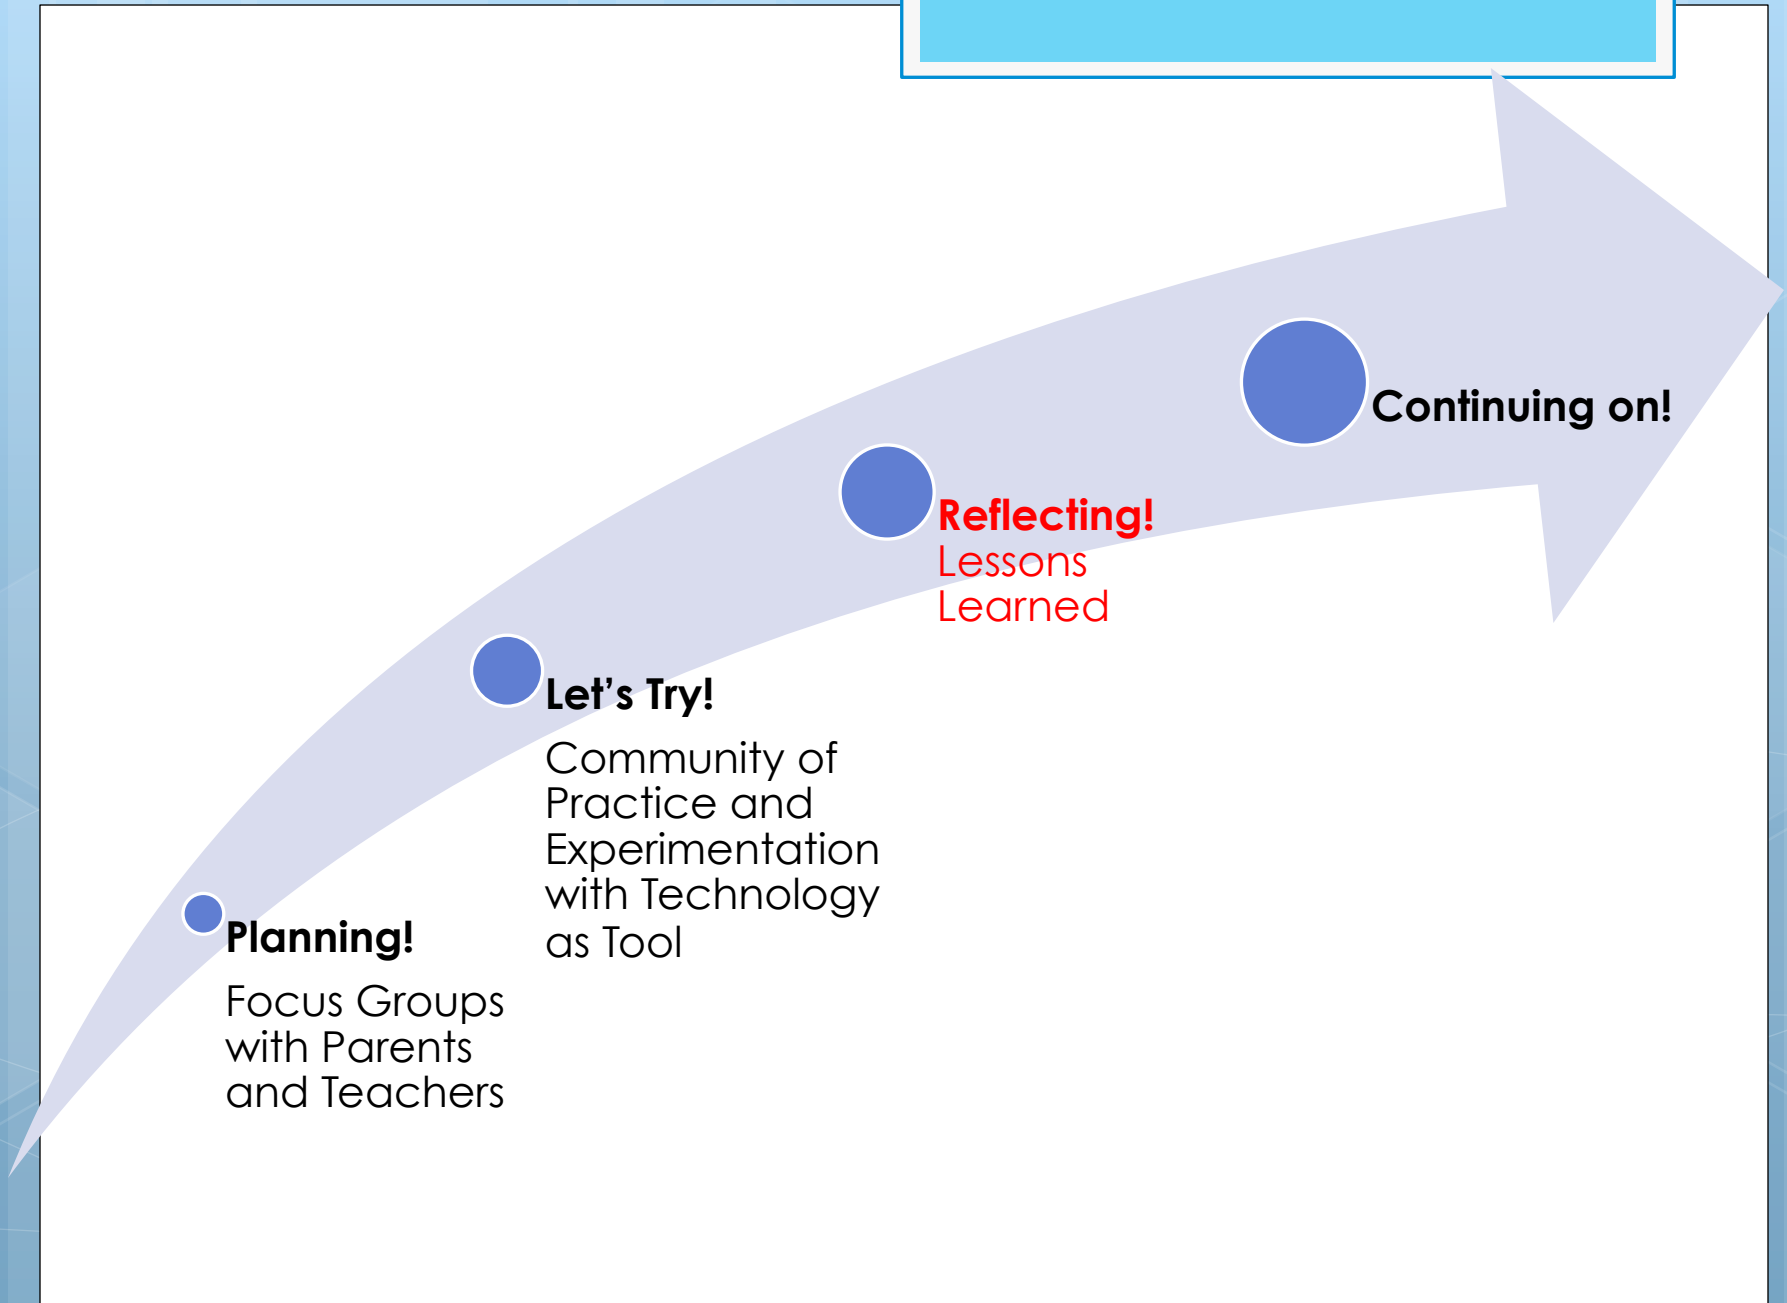 Planning!
Focus Groups
with Parents
and Teachers
Let’s Try!
Community of
Practice and
Experimentation
with Technology
as Tool
Reflecting!
Lessons
Learned
Continuing on!